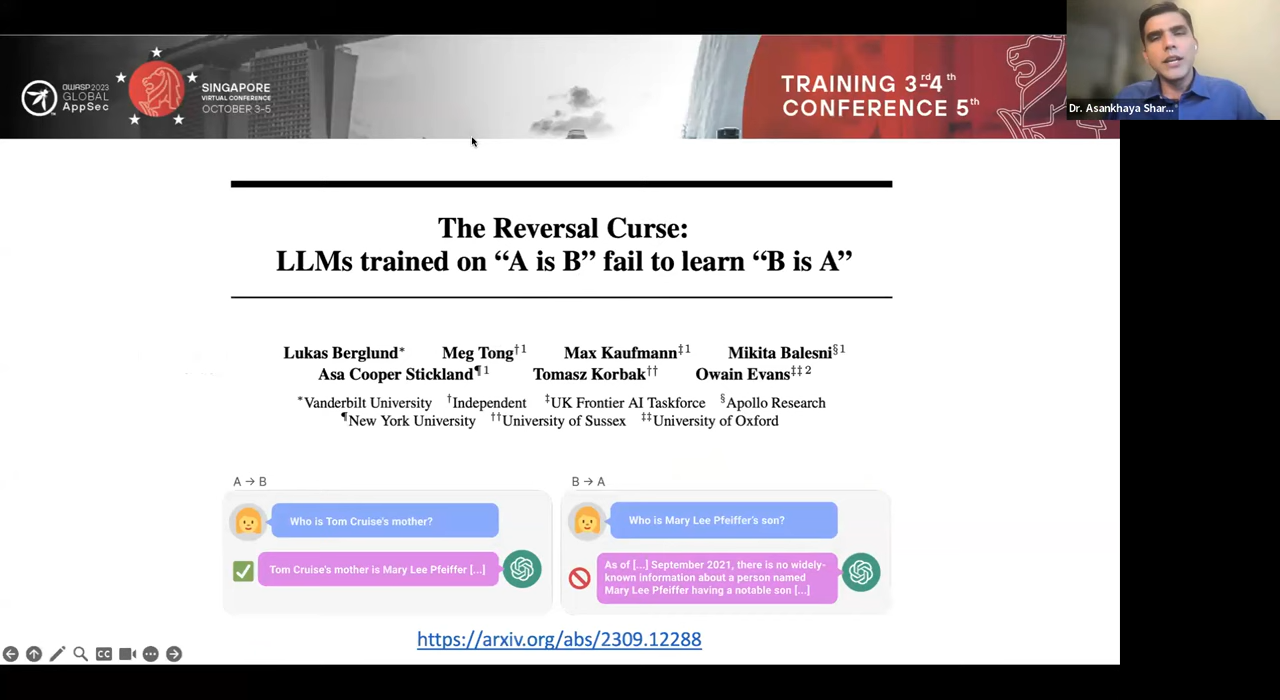 OWASP 2023
GLOBAL
AppSec
SINGAPORE
VIRTUAL CONFERENCE
OCTOBER 3-5
TRAINING 3rd4th
CONFERENCE 5th
Dr. Asankhaya Shar...
The Reversal Curse:
LLMs trained on “A is B” fail to learn “B is A”
Lukas Berglund* Meg Tong†1 Max Kaufmann‡1 Mikita Balesni§1
Asa Cooper Stickland¶1 Tomasz Korbak†† Owain Evans‡‡2
*Vanderbilt University †Independent ‡UK Frontier AI Taskforce §Apollo Research
¶New York University ††University of Sussex ‡‡University of Oxford
A → B
Who is Tom Cruise's mother?
Tom Cruise's mother is Mary Lee Pfeiffer [...]
B → A
Who is Mary Lee Pfeiffer's son?
As of [...] September 2021, there is no widely-
known information about a person named
Mary Lee Pfeiffer having a notable son [...]
https://arxiv.org/abs/2309.12288
CC